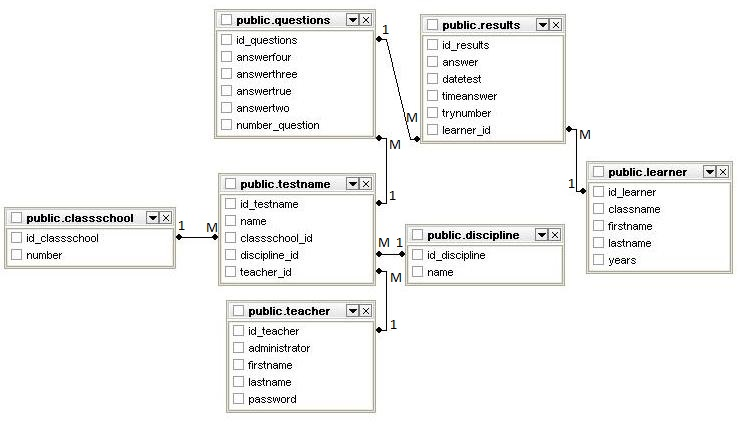 public.questions
id_questions
answerfour
answerthree
answertrue
answertwo
number_question
1
M
public.results
id_results
answer
datetest
timeanswer
trynumber
learner_id
M
M
1
public.learner
id_learner
classname
firstname
lastname
years
public.testname
id_testname
name
classschool_id
discipline_id
teacher_id
1
public.classschool
id_classschool
number
1
M
M
1
public.discipline
id_discipline
name
M
1
public.teacher
id_teacher
administrator
firstname
lastname
password